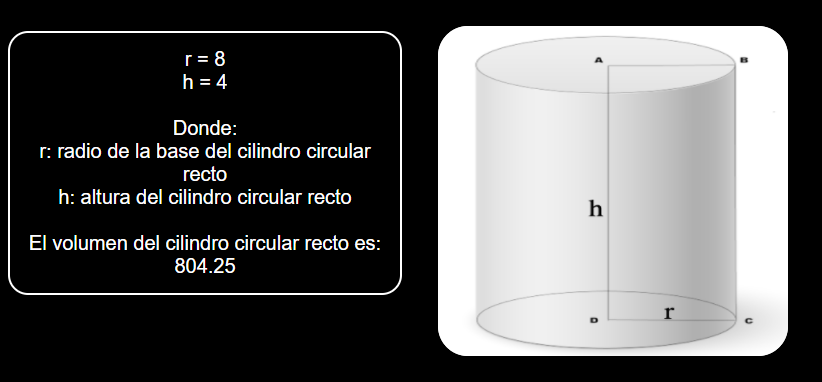 r = 8
h = 4
Donde:
r: radio de la base del cilindro circular
recto
h: altura del cilindro circular recto
El volumen del cilindro circular recto es:
804.25
A
B
h
D
r
C